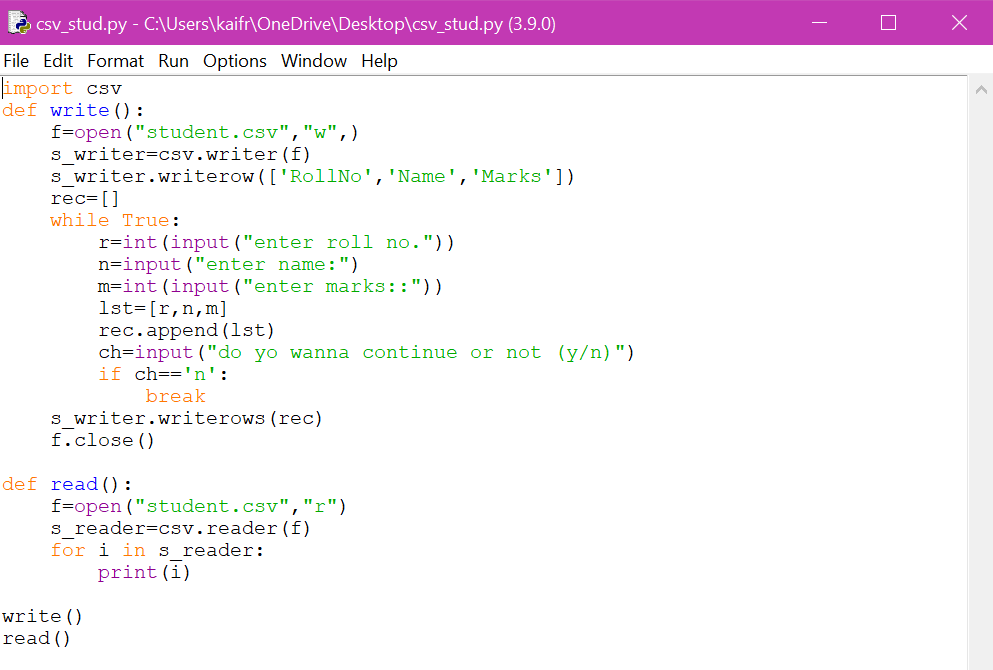 csv_stud.py - C:\Users\kaifr\OneDrive\Desktop\csv_stud.py (3.9.0)
File Edit Format Run Options Window Help
import csv
def write():
    f=open("student.csv","w",)
    s_writer=csv.writer(f)
    s_writer.writerow(['RollNo','Name','Marks'])
    rec=[]
    while True:
        r=int(input("enter roll no."))
        n=input("enter name:")
        m=int(input("enter marks::"))
        lst=[r,n,m]
        rec.append(lst)
        ch=input("do yo wanna continue or not (y/n)")
        if ch=='n':
            break
    s_writer.writerows(rec)
    f.close()

def read():
    f=open("student.csv","r")
    s_reader=csv.reader(f)
    for i in s_reader:
        print(i)

write()
read()